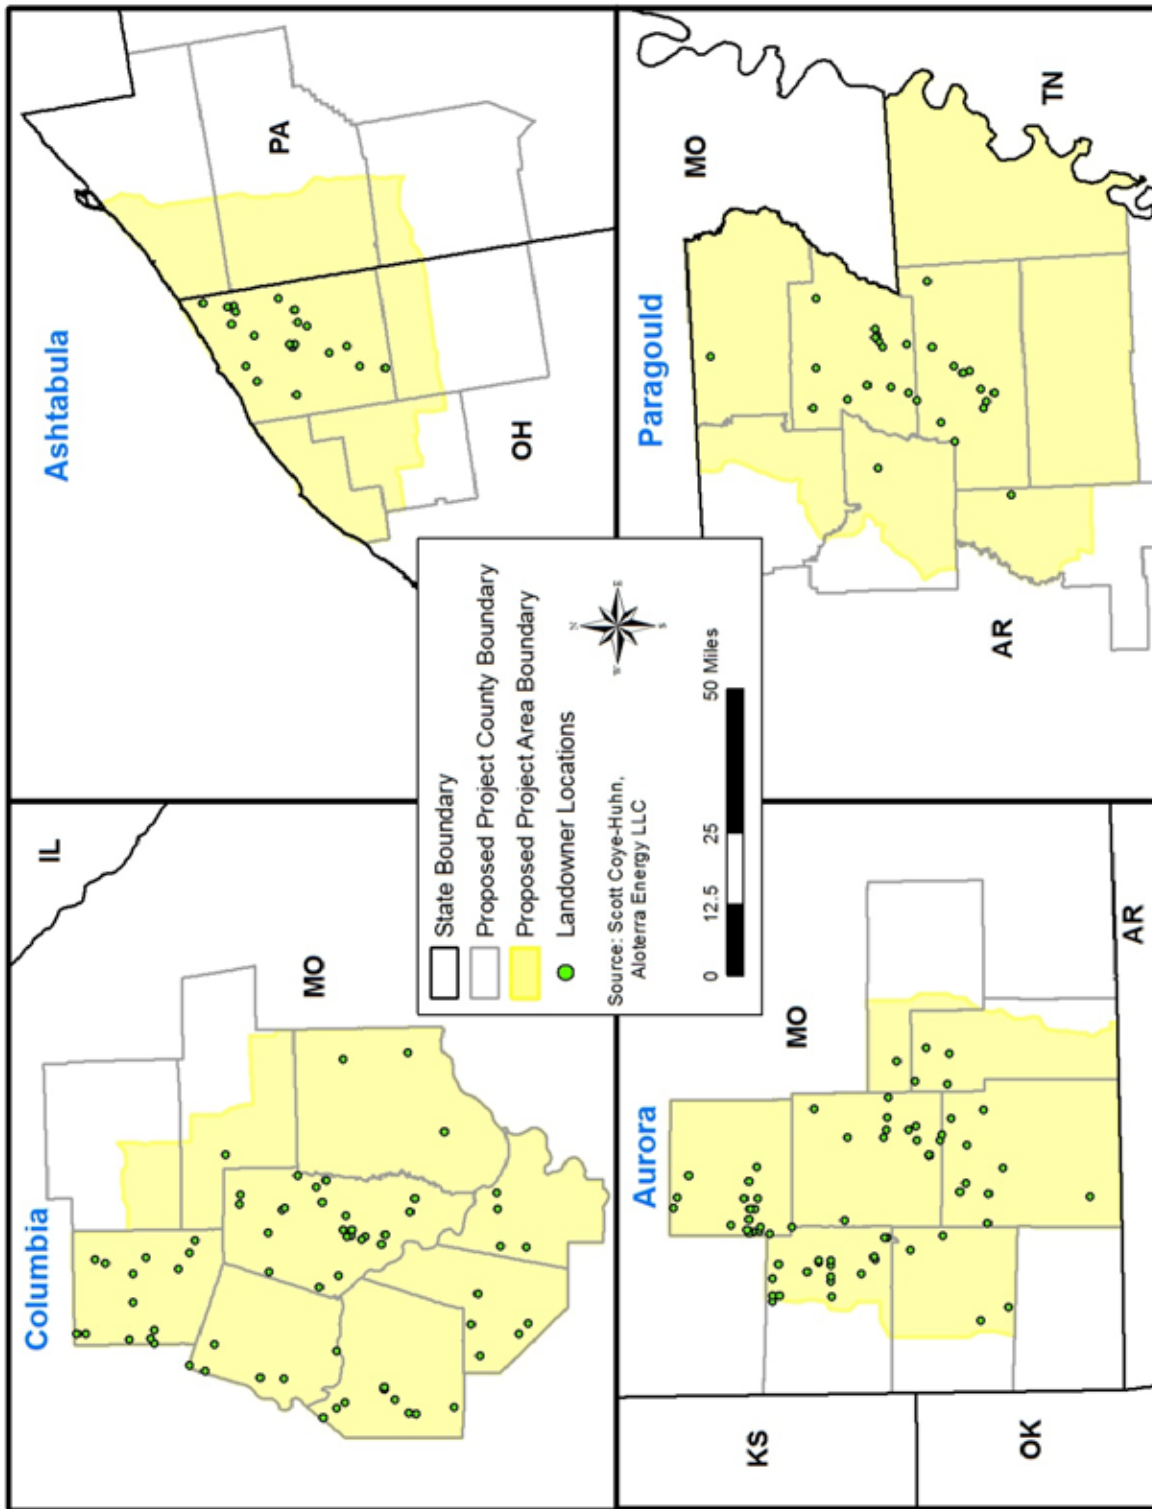 Columbia
IL
MO
Ashtabula
PA
OH
State Boundary
Proposed Project County Boundary
Proposed Project Area Boundary
Landowner Locations
Source: Scott Coye-Huhn,
Aloterra Energy LLC
N
W
E
S
0 12.5 25 50 Miles
Aurora
MO
KS
OK
AR
Paragould
MO
TN
AR